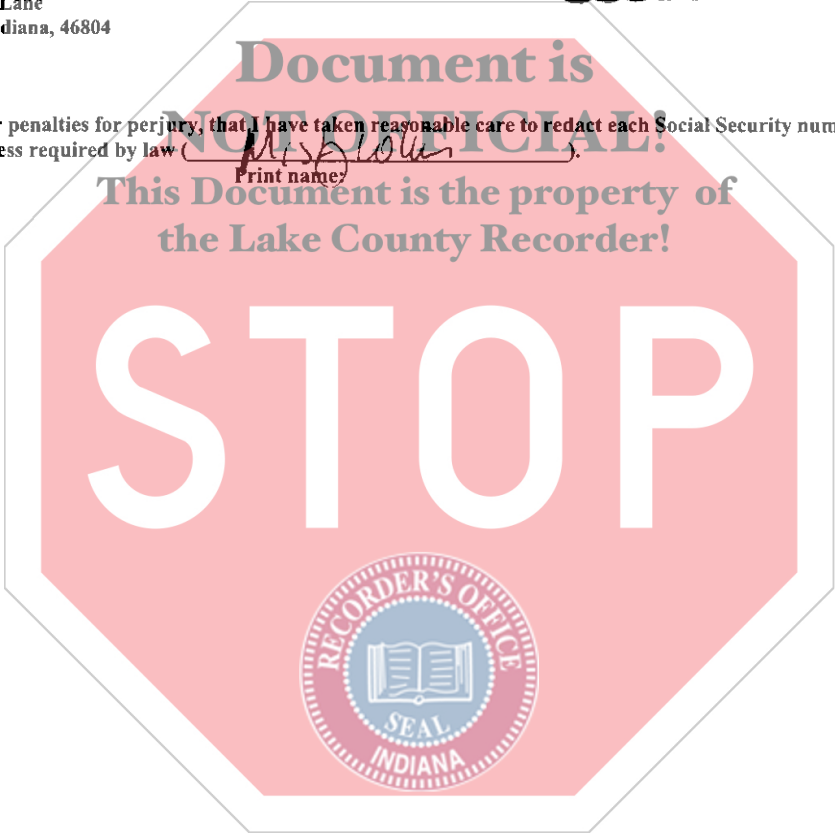 Lane
diana, 46804
Document is
NOT OFFICIAL!
r penalties for perjury, that I have taken reasonable care to redact each Social Security num
ess required by law ( ).
Print name:
This Document is the property of
the Lake County Recorder!
STOP
RECORDER'S OFFICE
SEAL
INDIANA